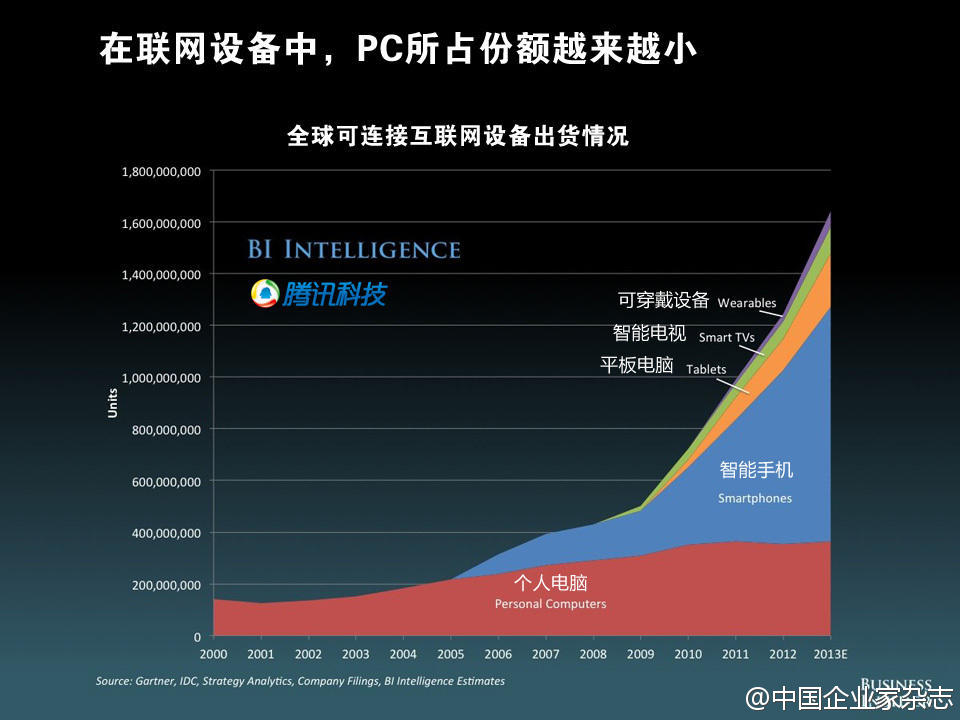 在联网设备中，PC所占份额越来越小
全球可连接互联网设备出货情况
1,800,000,000
1,600,000,000
1,400,000,000
1,200,000,000
1,000,000,000
800,000,000
600,000,000
400,000,000
200,000,000
0
Units
BI INTELLIGENCE
腾讯科技
可穿戴设备 Wearables
智能电视 Smart TVs
平板电脑 Tablets
智能手机
Smartphones
个人电脑
Personal Computers
2000 2001 2002 2003 2004 2005 2006 2007 2008 2009 2010 2011 2012 2013E
Source: Gartner, IDC, Strategy Analytics, Company Filings, BI Intelligence Estimates
BUSINESS
@中国企业家杂志